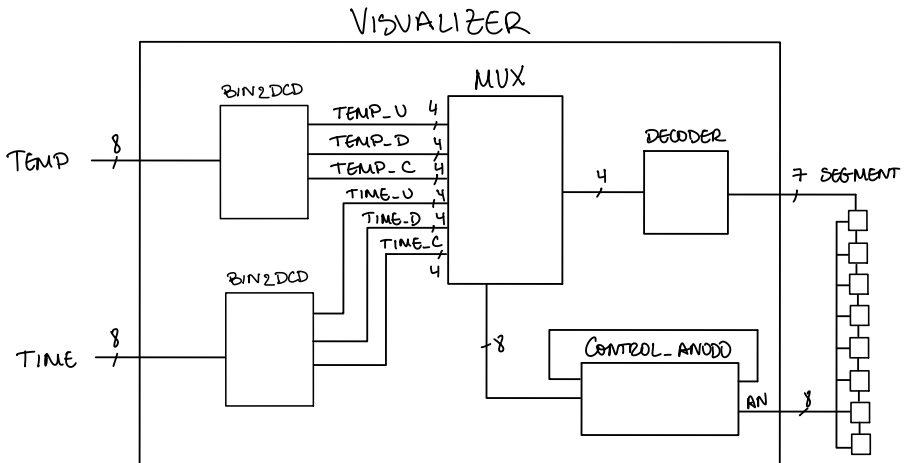 VISUALIZER
BIN2DCD
MUX
TEMP_U 4
TEMP_D 4
TEMP_C 4
TIME_U 4
TIME_D 4
TIME_C
4
TEMP
8
DECODER
4
7 SEGMENT
BIN2DCD
TIME
8
8
CONTROL_ANODO
AN
8